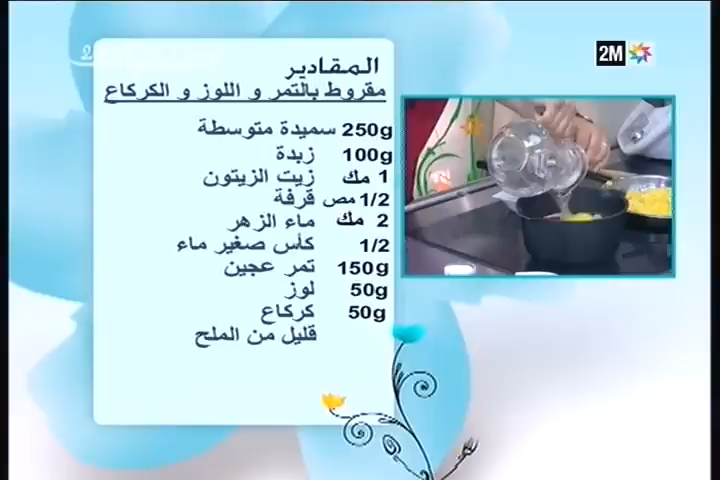 2M
المقادير
مقروط بالتمر و اللوز و الكركاع
250g سميدة متوسطة
100g زبدة
1 مك زيت الزيتون
1/2 مص قرفة
2 مك ماء الزهر
1/2 كأس صغير ماء
150g تمر عجين
50g لوز
50g كركاع
قليل من الملح